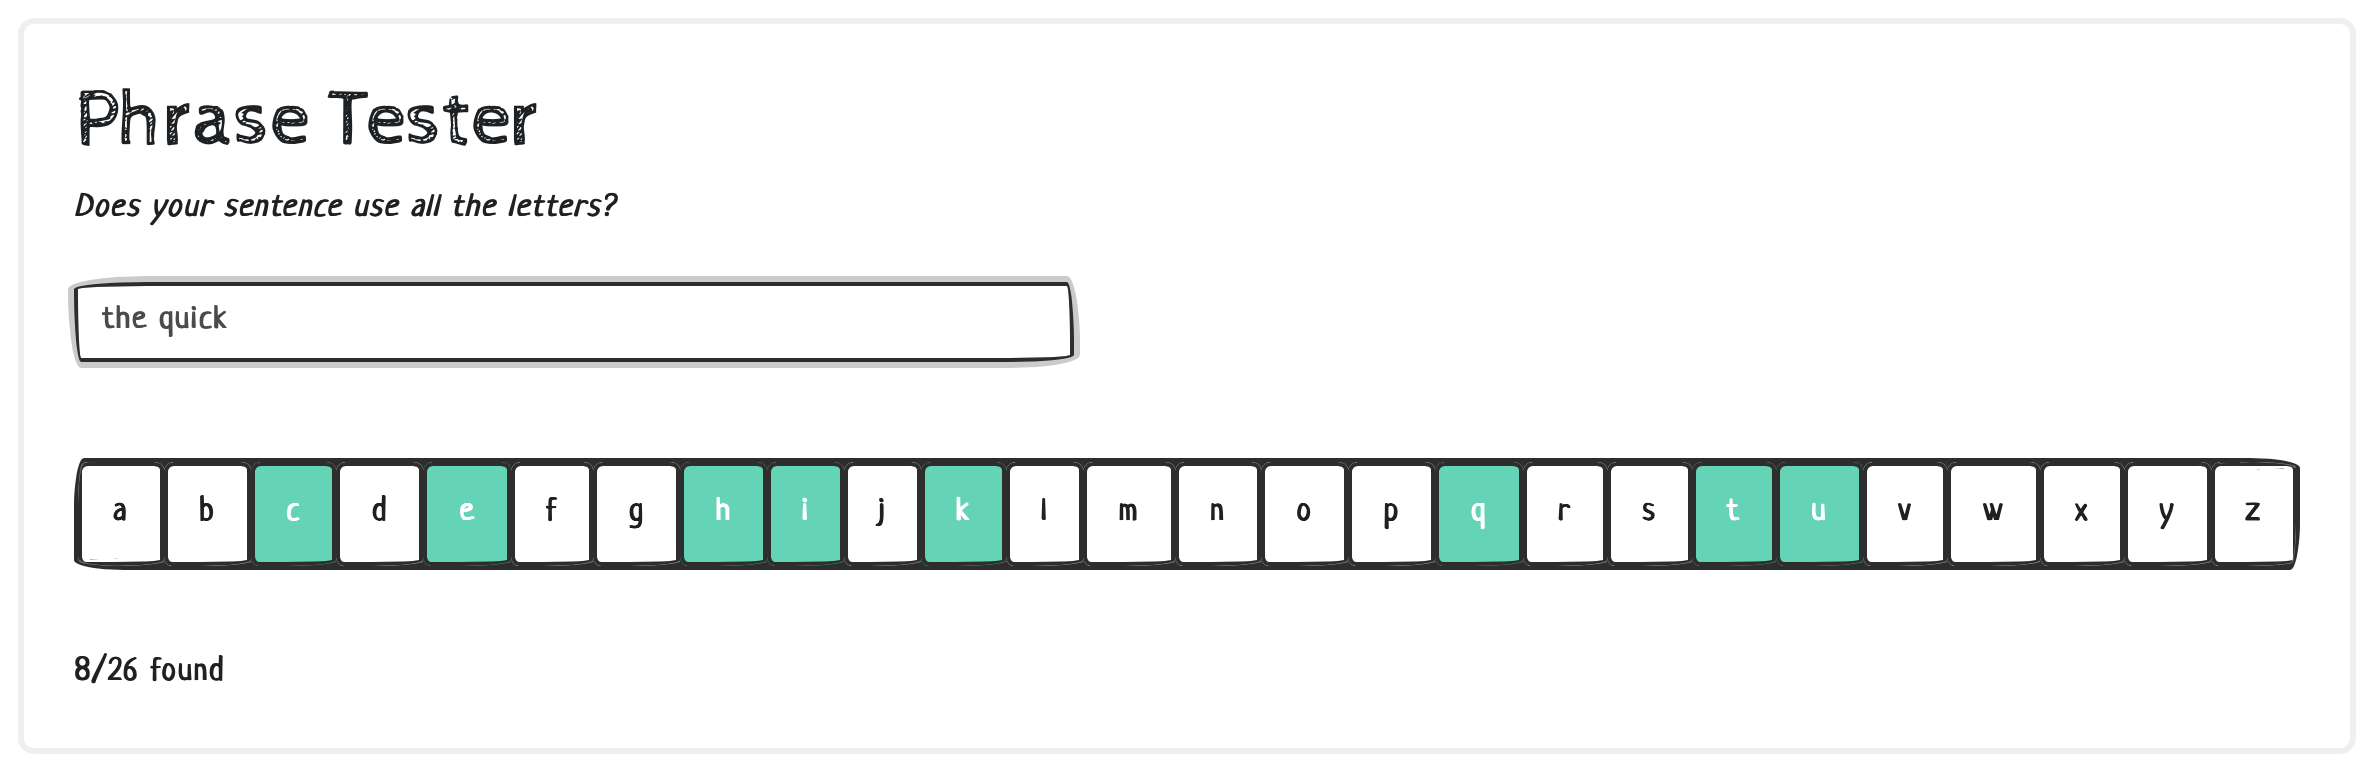 Phrase Tester
Does your sentence use all the letters?
the quick
a b c d e f g h i j k l m n o p q r s t u v w x y z
8/26 found